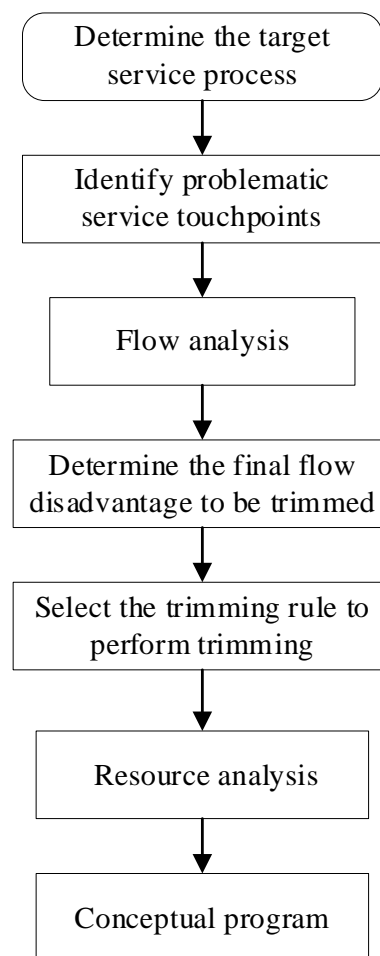 Determine the target
service process
Identify problematic
service touchpoints
Flow analysis
Determine the final flow
disadvantage to be trimmed
Select the trimming rule to
perform trimming
Resource analysis
Conceptual program